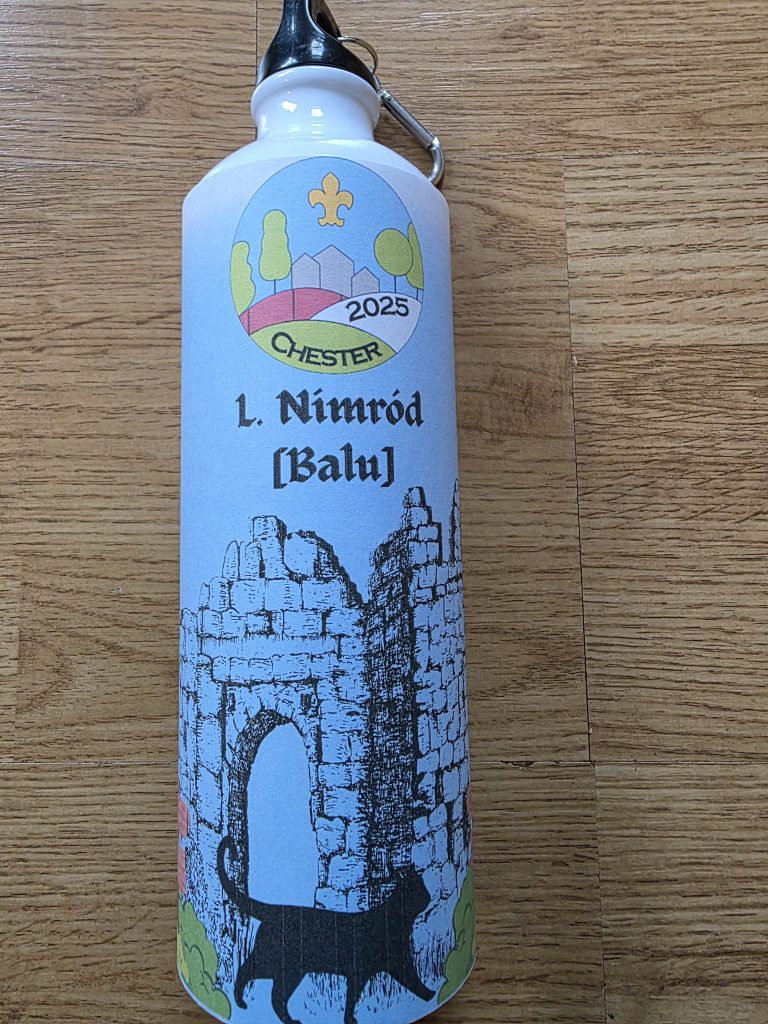 2025
CHESTER
L. Nimród
[Balu]